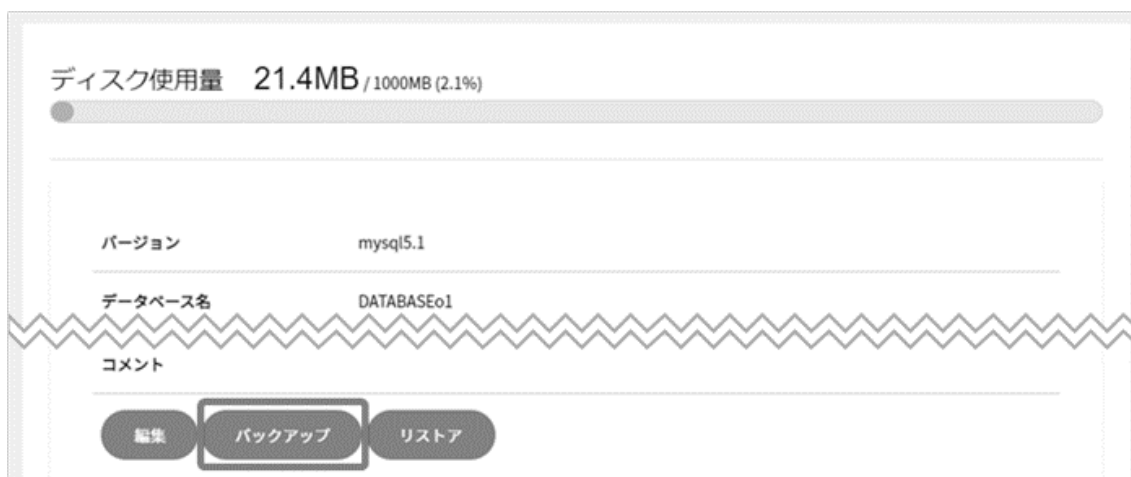 ディスク使用量 21.4MB / 1000MB (2.1%)
バージョン mysql5.1
データベース名 DATABASEo1
コメント
編集 バックアップ リストア